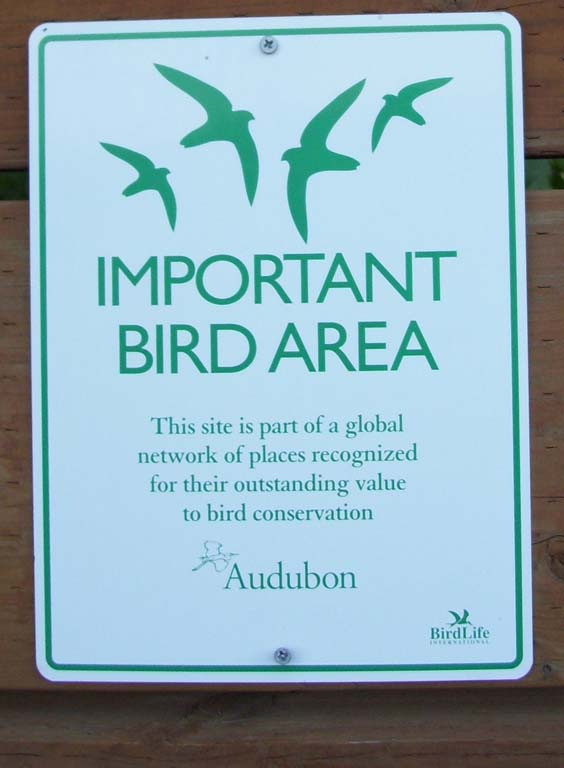 IMPORTANT
BIRD AREA
This site is part of a global
network of places recognized
for their outstanding value
to bird conservation
Audubon
BirdLife
INTERNATIONAL